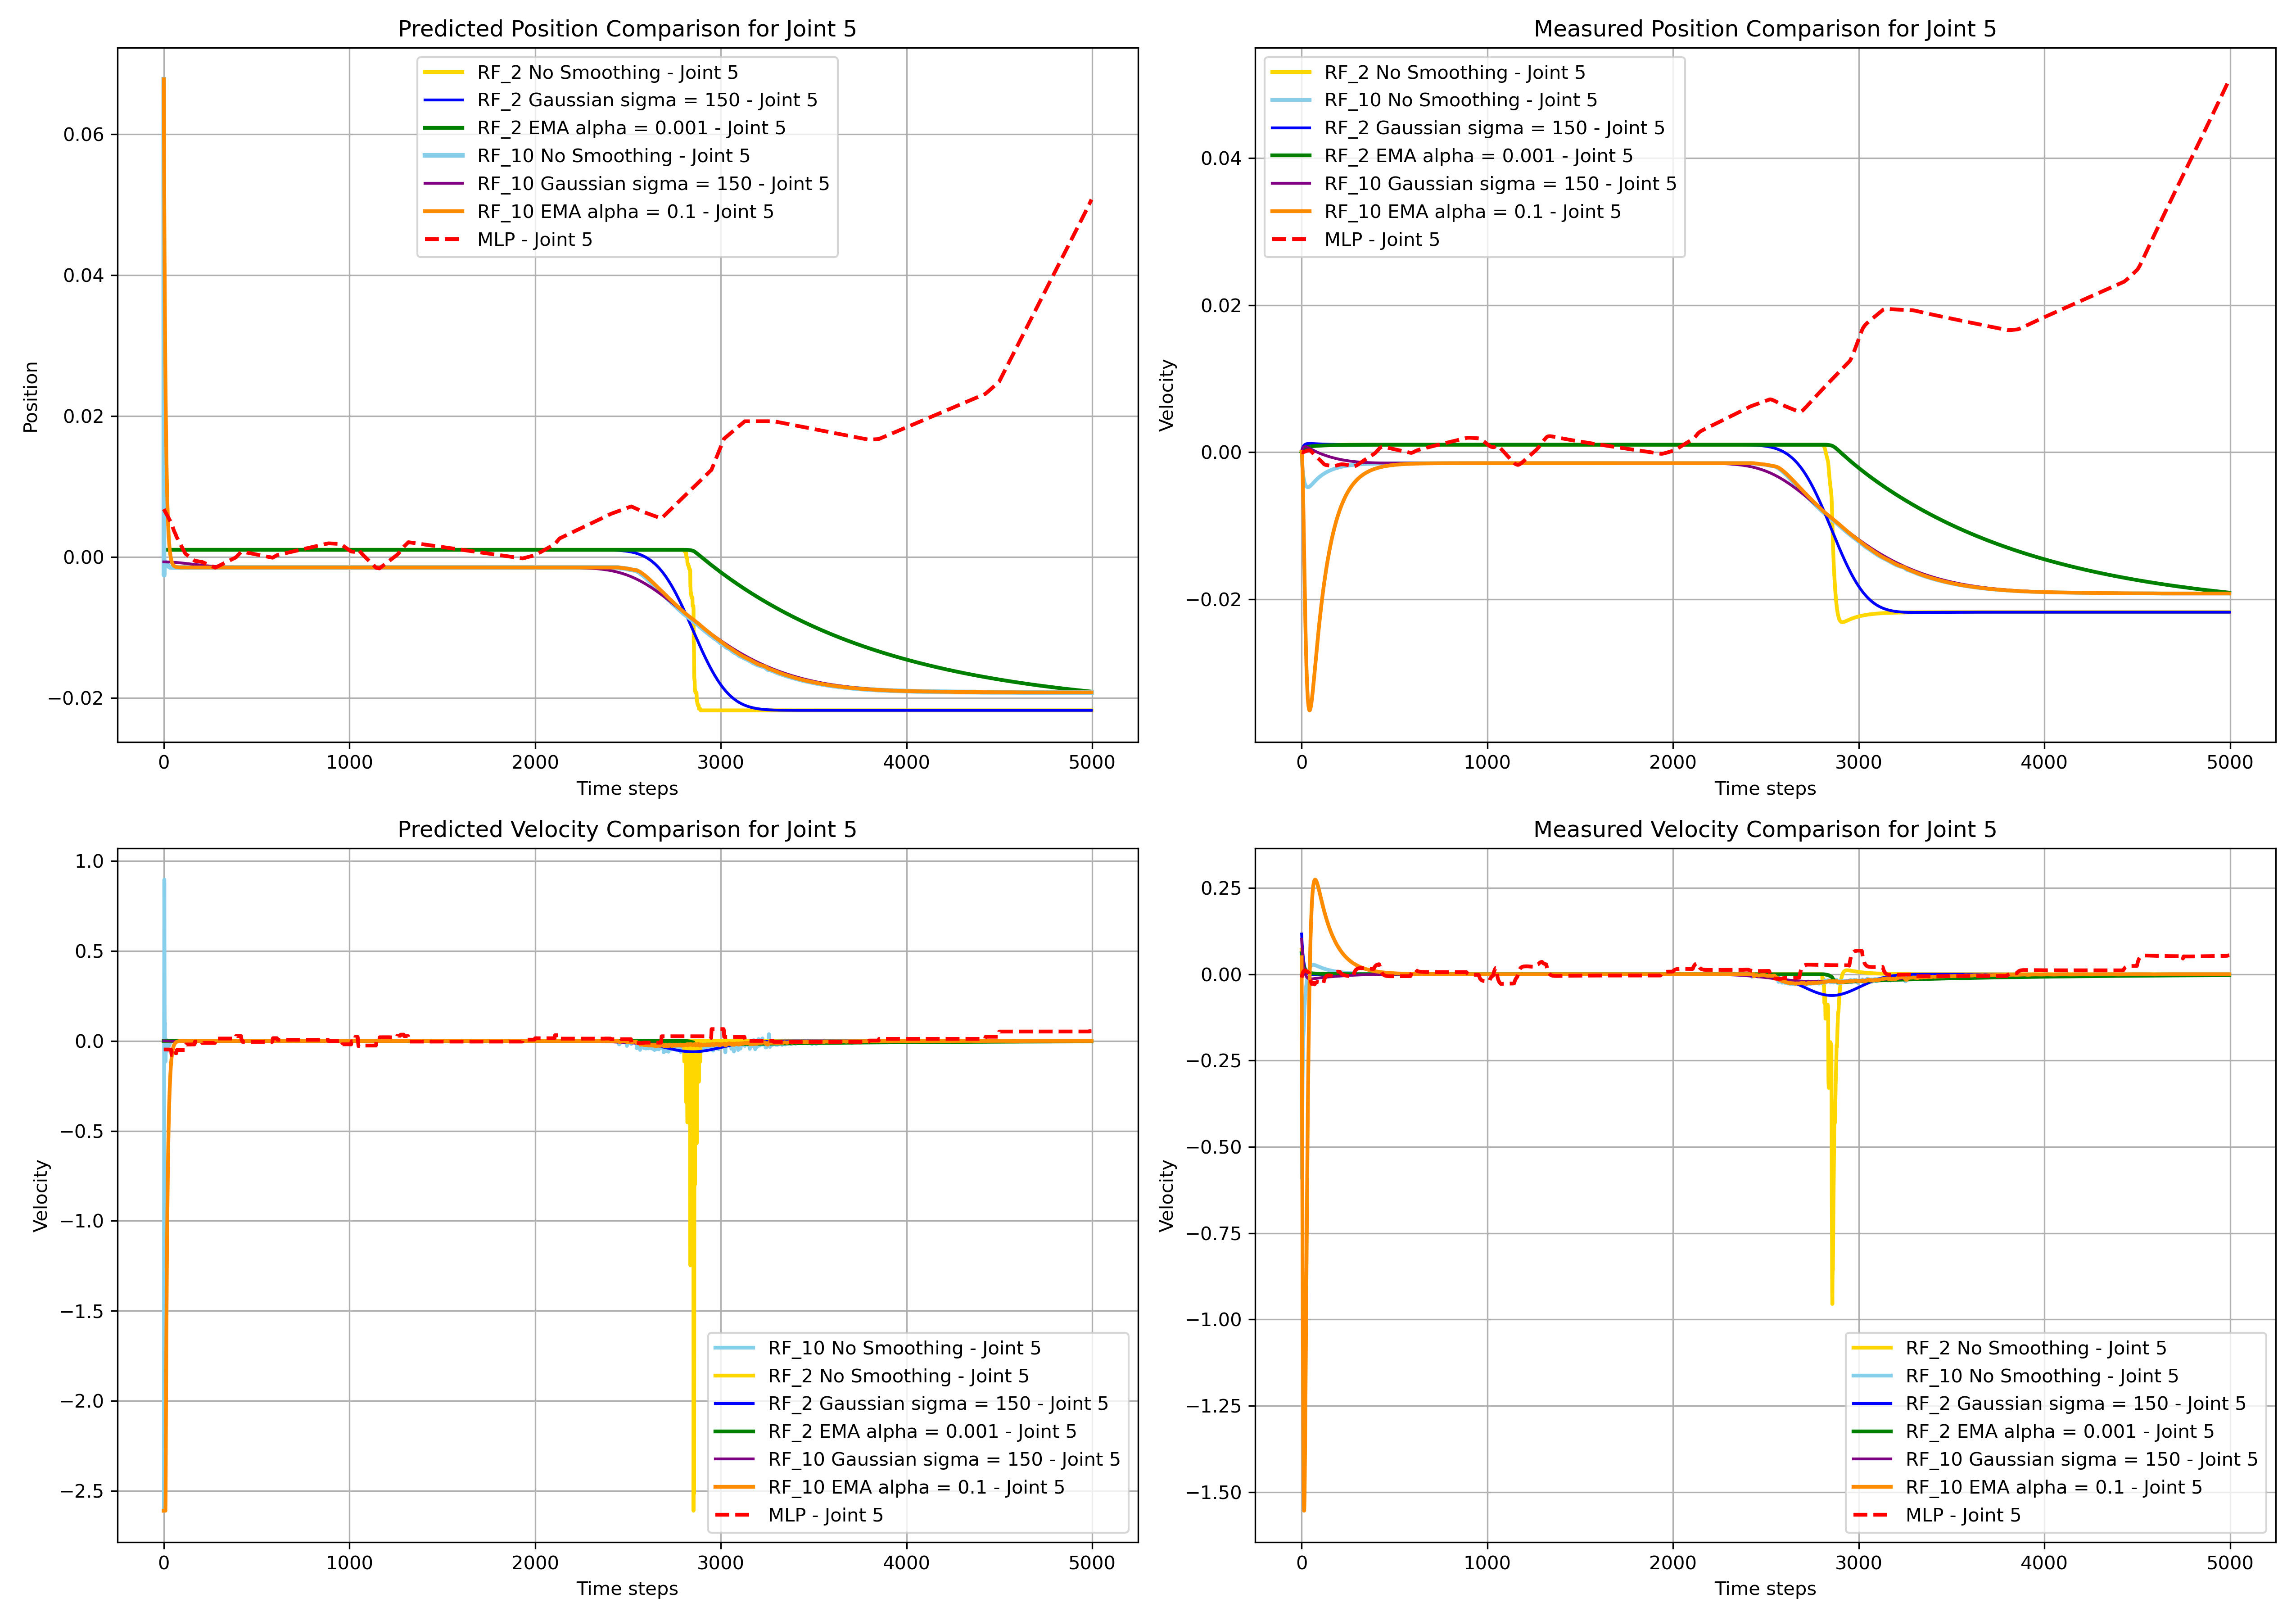 Predicted Position Comparison for Joint 5
RF_2 No Smoothing - Joint 5
RF_2 Gaussian sigma = 150 - Joint 5
RF_2 EMA alpha = 0.001 - Joint 5
RF_10 No Smoothing - Joint 5
RF_10 Gaussian sigma = 150 - Joint 5
RF_10 EMA alpha = 0.1 - Joint 5
MLP - Joint 5
Position
0.06
0.04
0.02
0.00
−0.02
0 1000 2000 3000 4000 5000
Time steps
Measured Position Comparison for Joint 5
RF_2 No Smoothing - Joint 5
RF_10 No Smoothing - Joint 5
RF_2 Gaussian sigma = 150 - Joint 5
RF_2 EMA alpha = 0.001 - Joint 5
RF_10 Gaussian sigma = 150 - Joint 5
RF_10 EMA alpha = 0.1 - Joint 5
MLP - Joint 5
Velocity
0.04
0.02
0.00
−0.02
0 1000 2000 3000 4000 5000
Time steps
Predicted Velocity Comparison for Joint 5
Velocity
1.0
0.5
0.0
−0.5
−1.0
−1.5
−2.0
−2.5
RF_10 No Smoothing - Joint 5
RF_2 No Smoothing - Joint 5
RF_2 Gaussian sigma = 150 - Joint 5
RF_2 EMA alpha = 0.001 - Joint 5
RF_10 Gaussian sigma = 150 - Joint 5
RF_10 EMA alpha = 0.1 - Joint 5
MLP - Joint 5
0 1000 2000 3000 4000 5000
Time steps
Measured Velocity Comparison for Joint 5
Velocity
0.25
0.00
−0.25
−0.50
−0.75
−1.00
−1.25
−1.50
RF_2 No Smoothing - Joint 5
RF_10 No Smoothing - Joint 5
RF_2 Gaussian sigma = 150 - Joint 5
RF_2 EMA alpha = 0.001 - Joint 5
RF_10 Gaussian sigma = 150 - Joint 5
RF_10 EMA alpha = 0.1 - Joint 5
MLP - Joint 5
0 1000 2000 3000 4000 5000
Time steps